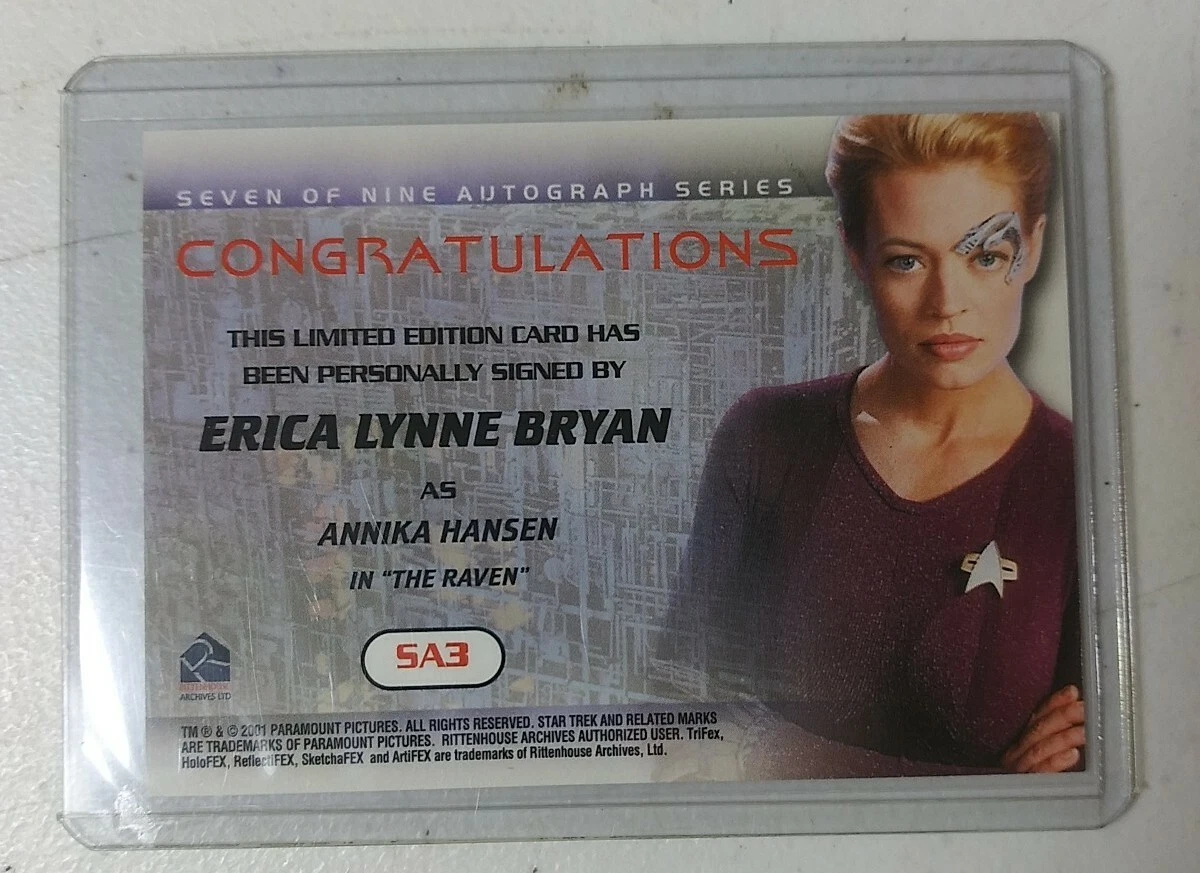 SEVEN OF NINE AUTOGRAPH SERIES
CONGRATULATIONS
THIS LIMITED EDITION CARD HAS
BEEN PERSONALLY SIGNED BY
ERICA LYNNE BRYAN
AS
ANNIKA HANSEN
IN "THE RAVEN"
SA3
RITTENHOUSE
ARCHIVES LTD
TM ® & © 2001 PARAMOUNT PICTURES. ALL RIGHTS RESERVED. STAR TREK AND RELATED MARKS
ARE TRADEMARKS OF PARAMOUNT PICTURES. RITTENHOUSE ARCHIVES AUTHORIZED USER. TriFex,
HoloFEX, ReflectiFEX, SketchaFEX and ArtiFEX are trademarks of Rittenhouse Archives, Ltd.